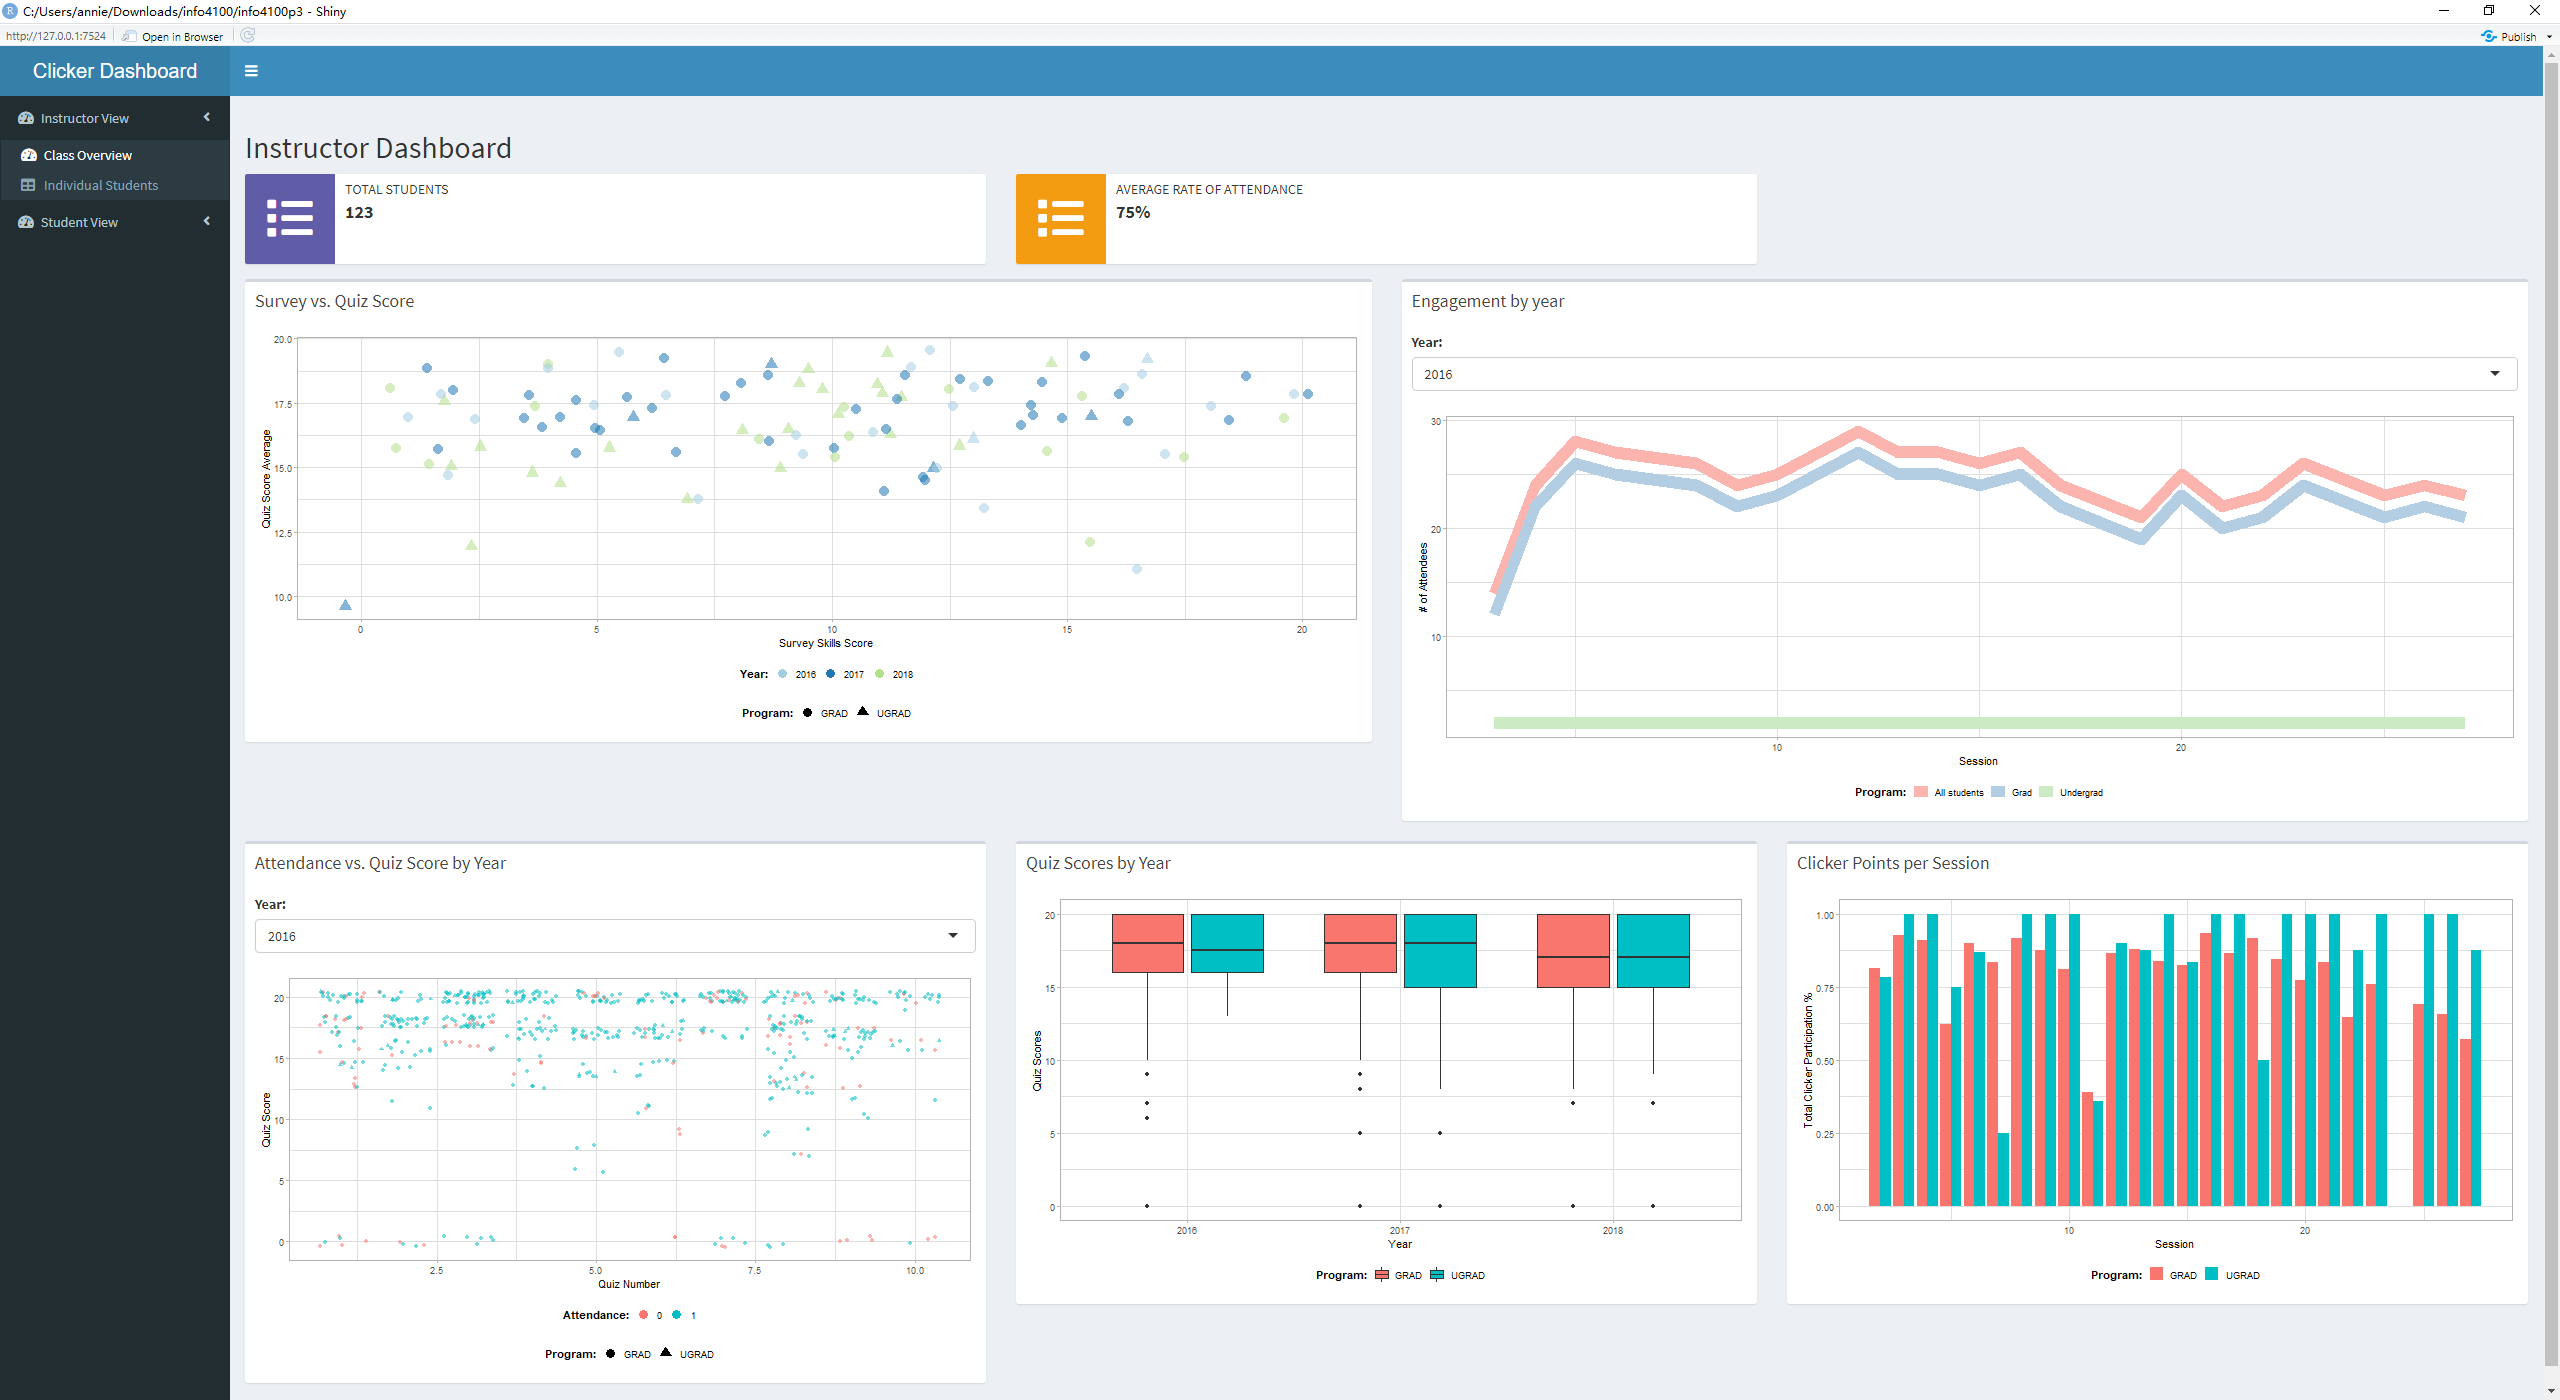 C:/Users/annie/Downloads/info4100/info4100p3 - Shiny
http://127.0.0.1:7524 Open in Browser Publish
Clicker Dashboard
Instructor View
Class Overview
Individual Students
Student View
Instructor Dashboard
TOTAL STUDENTS
123
AVERAGE RATE OF ATTENDANCE
75%
Survey vs. Quiz Score
Quiz Score Average
20.0
17.5
15.0
12.5
10.0
0 5 10 15 20
Survey Skills Score
Year: 2016 2017 2018
Program: GRAD UGRAD
Engagement by year
Year:
2016
# of Attendees
30
20
10
10 20
Session
Program: All students Grad Undergrad
Attendance vs. Quiz Score by Year
Year:
2016
Quiz Score
20
15
10
5
0
2.5 5.0 7.5 10.0
Quiz Number
Attendance: 0 1
Program: GRAD UGRAD
Quiz Scores by Year
Quiz Scores
20
15
10
5
0
2016 2017 2018
Year
Program: GRAD UGRAD
Clicker Points per Session
Total Clicker Participation %
1.00
0.75
0.50
0.25
0.00
10 20
Session
Program: GRAD UGRAD